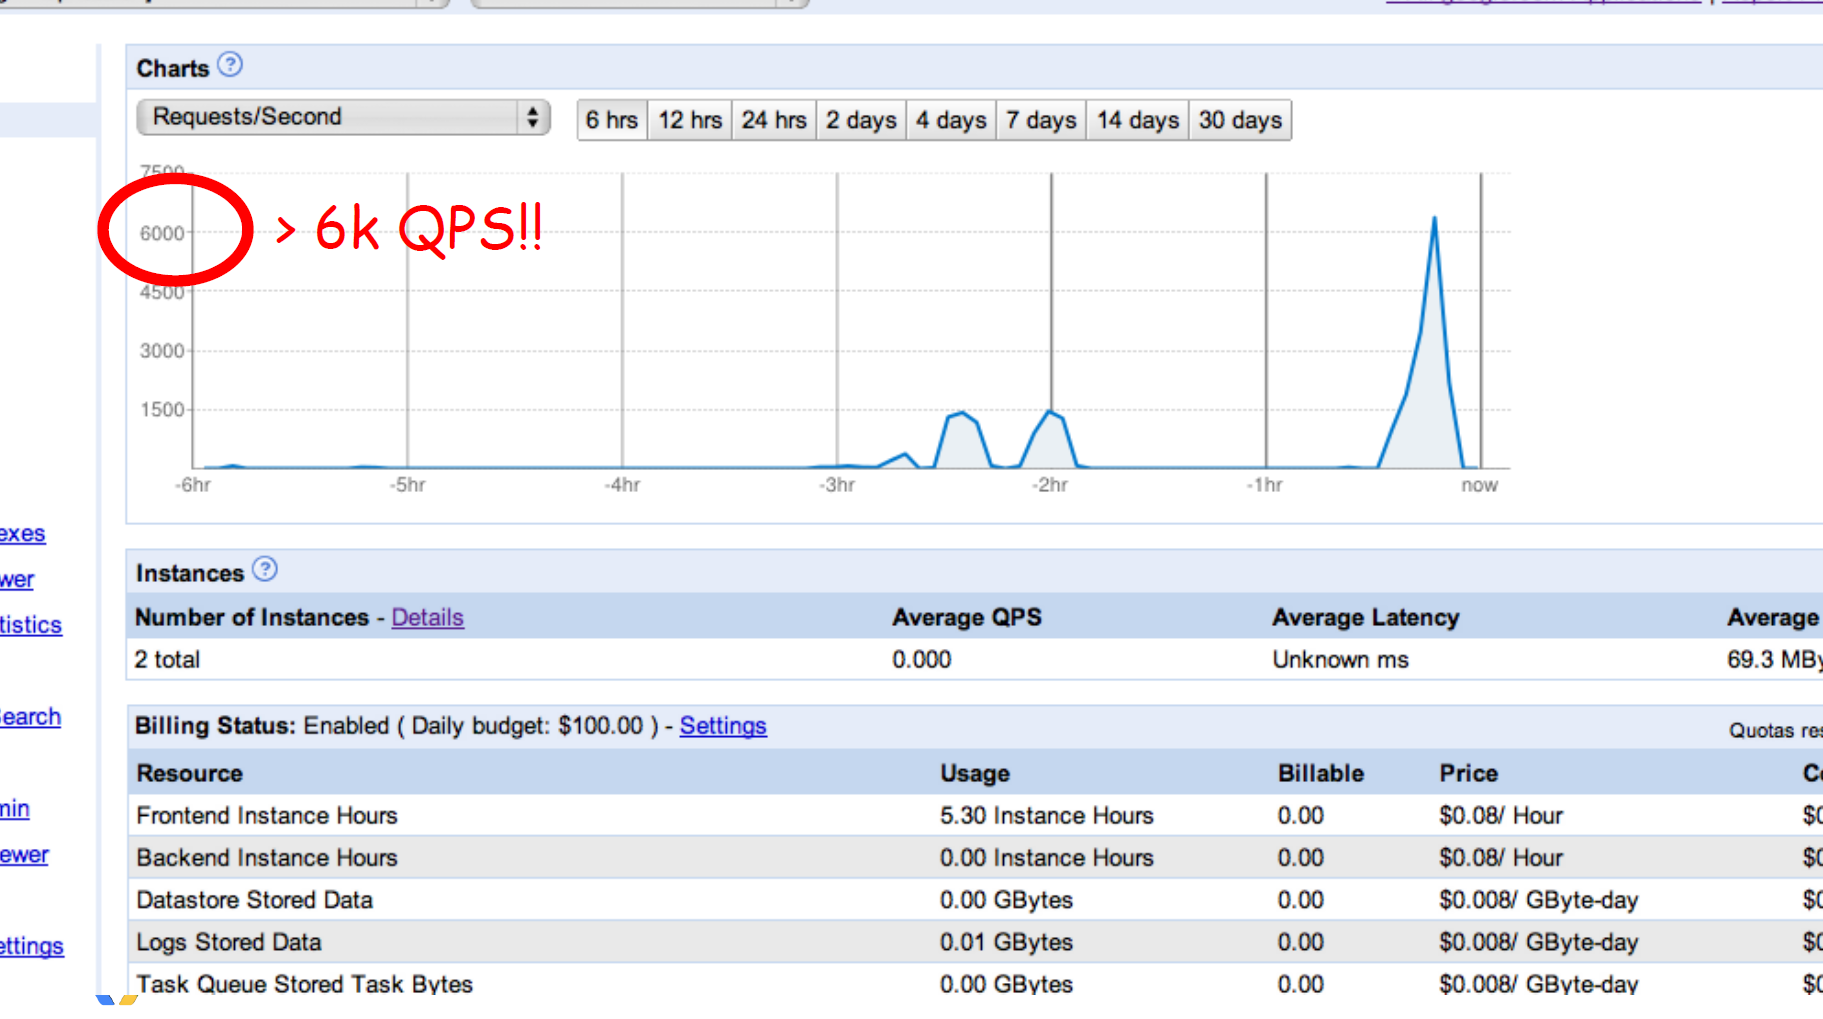 Charts ?
Requests/Second 6 hrs 12 hrs 24 hrs 2 days 4 days 7 days 14 days 30 days
7500
6000 > 6k QPS!!
4500
3000
1500
-6hr -5hr -4hr -3hr -2hr -1hr now
exes
Instances ?
wer
Number of Instances - Details Average QPS Average Latency Average
tistics
2 total 0.000 Unknown ms 69.3 MBy
earch
Billing Status: Enabled ( Daily budget: $100.00 ) - Settings Quotas res
Resource Usage Billable Price
min
Frontend Instance Hours 5.30 Instance Hours 0.00 $0.08/ Hour
ewer
Backend Instance Hours 0.00 Instance Hours 0.00 $0.08/ Hour
Datastore Stored Data 0.00 GBytes 0.00 $0.008/ GByte-day
ettings
Logs Stored Data 0.01 GBytes 0.00 $0.008/ GByte-day
Task Queue Stored Task Bytes 0.00 GBytes 0.00 $0.008/ GByte-day